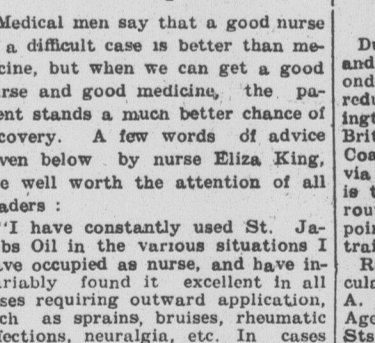 Medical men say that a good nurse
a difficult case is better than me-
cine, but when we can get a good
rse and good medicine, the pa-
ent stands a much better chance of
covery. A few words of advice
ven below by nurse Eliza King,
e well worth the attention of all
aders :
"I have constantly used St. Ja-
bs Oil in the various situations I
ve occupied as nurse, and have in-
riably found it excellent in all
ses requiring outward application,
ch as sprains, bruises, rheumatic
fections, neuralgia, etc. In cases
Du
and
ond
redu
ingt
Brit
Coa
via
is t
rou
poi
trai
R
culo
A.
Age
Sts